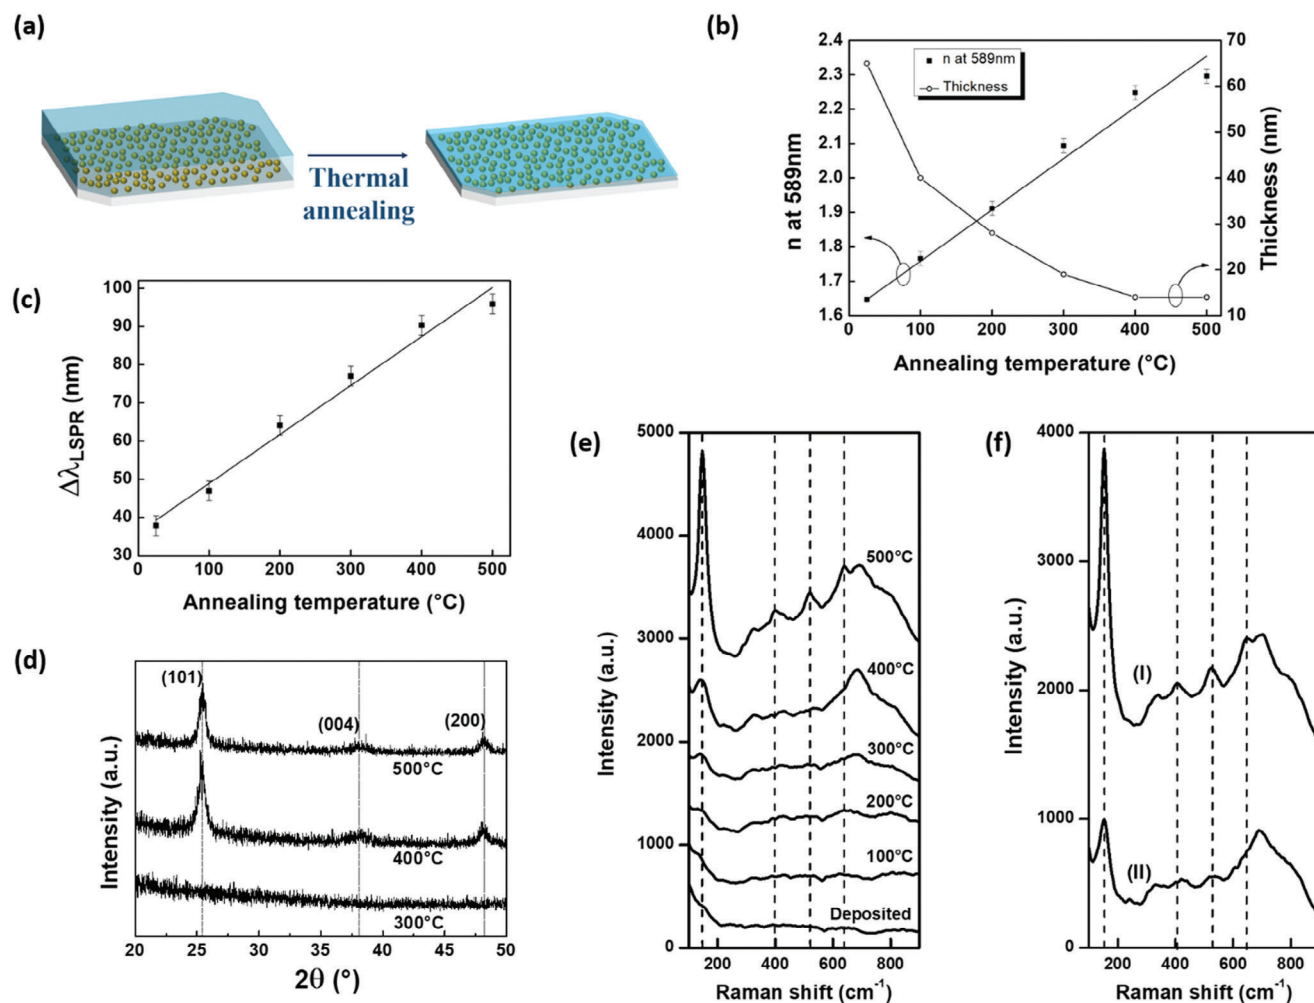 (a)
Thermal
annealing
(b)
2.4
2.3
2.2
2.1
2.0
1.9
1.8
1.7
1.6
n at 589nm
n at 589nm
Thickness
70
60
50
40
30
20
10
Thickness (nm)
0 100 200 300 400 500
Annealing temperature (°C)
(c)
100
90
80
70
60
50
40
30
ΔλLSPR (nm)
0 100 200 300 400 500
Annealing temperature (°C)
(d)
(101)
(004)
(200)
500°C
400°C
300°C
Intensity (a.u.)
20 25 30 35 40 45 50
2θ (°)
(e)
5000
4000
3000
2000
1000
0
Intensity (a.u.)
500°C
400°C
300°C
200°C
100°C
Deposited
200 400 600 800
Raman shift (cm⁻¹)
(f)
4000
3000
2000
1000
0
Intensity (a.u.)
(I)
(II)
200 400 600 800
Raman shift (cm⁻¹)